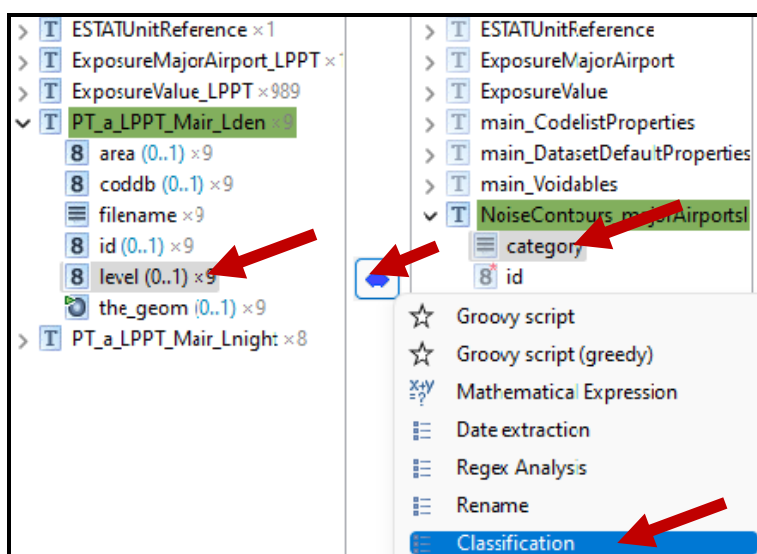 ESTATUnitReference ×1
ExposureMajorAirport_LPPT ×1
ExposureValue_LPPT ×989
PT_a_LPPT_Mair_Lden ×9
area (0..1) ×9
coddb (0..1) ×9
filename ×9
id (0..1) ×9
level (0..1) ×9
the_geom (0..1) ×9
PT_a_LPPT_Mair_Lnight ×8
ESTATUnitReference
ExposureMajorAirport
ExposureValue
main_CodelistProperties
main_DatasetDefaultProperties
main_Voidables
NoiseContours_majorAirportsI
category
id
Groovy script
Groovy script (greedy)
Mathematical Expression
Date extraction
Regex Analysis
Rename
Classification